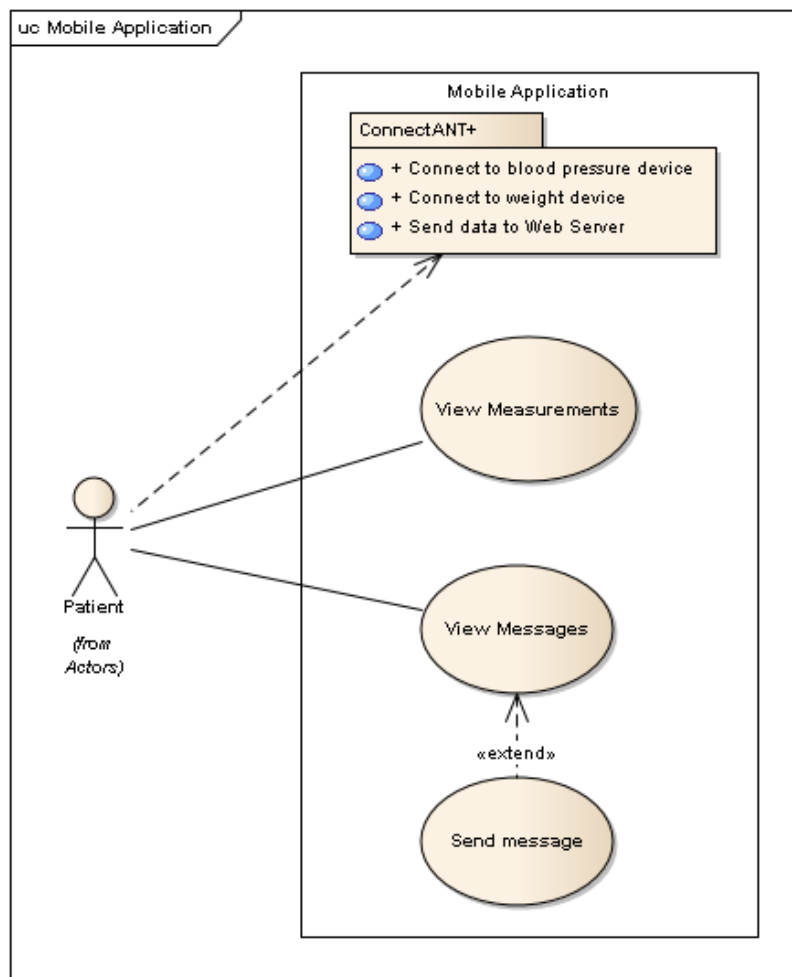 uc Mobile Application
Mobile Application
ConnectANT+
+ Connect to blood pressure device
+ Connect to weight device
+ Send data to Web Server
View Measurements
Patient
(from
Actors)
View Messages
«extend»
Send message